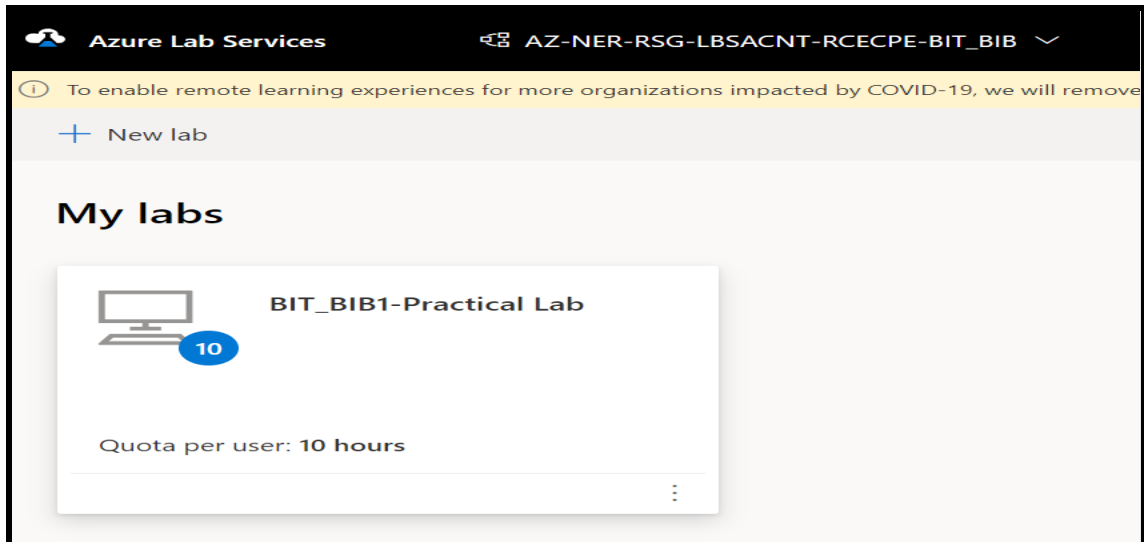 Azure Lab Services AZ-NER-RSG-LBSACNT-RCECPE-BIT_BIB
To enable remote learning experiences for more organizations impacted by COVID-19, we will remove
New lab
My labs
BIT_BIB1-Practical Lab
10
Quota per user: 10 hours